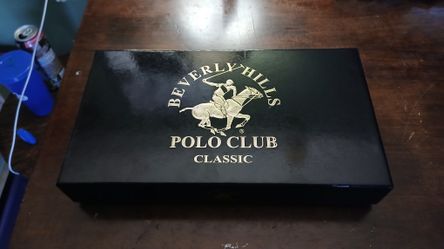 BEVERLY HILLS
®
POLO CLUB
CLASSIC